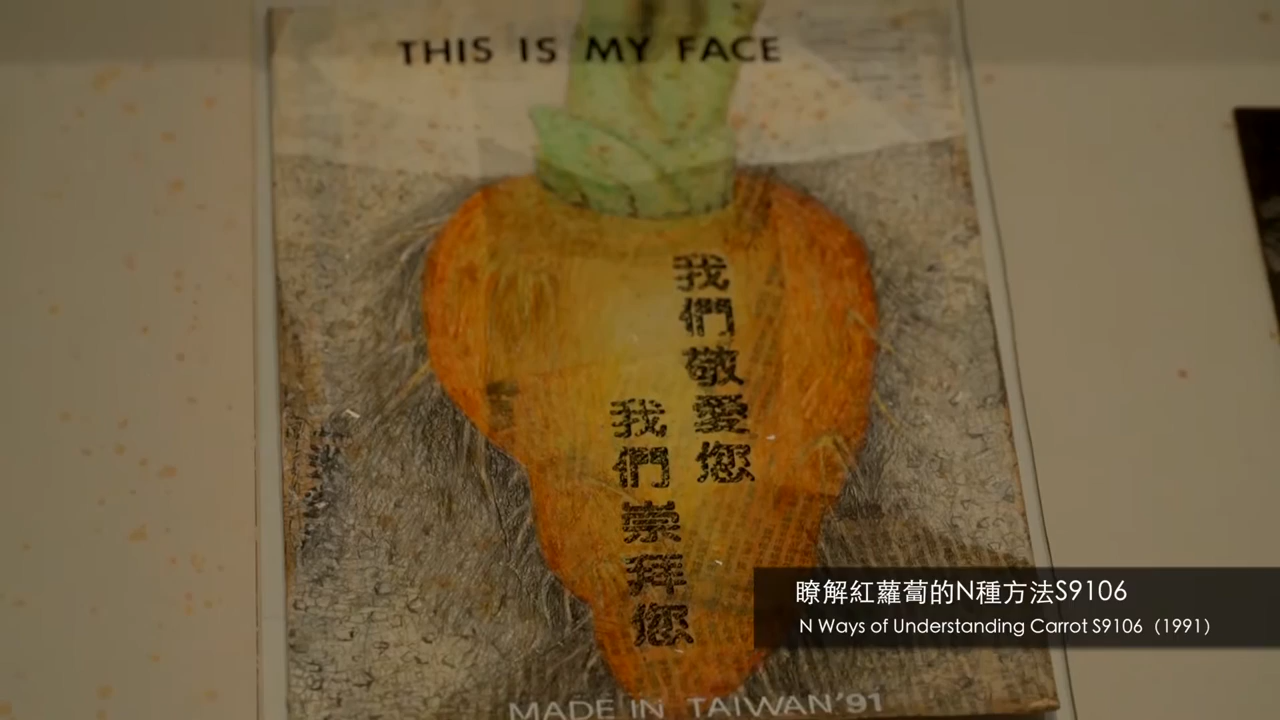 THIS IS MY FACE
我們敬愛您
我們崇拜您
瞭解紅蘿蔔的N種方法S9106
N Ways of Understanding Carrot S9106（1991）
MADE IN TAIWAN'91